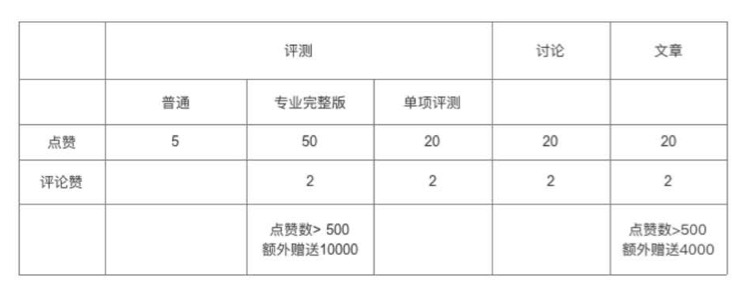 评测 讨论 文章
普通 专业完整版 单项评测
点赞 5 50 20 20 20
评论赞 2 2 2 2
点赞数> 500 点赞数>500
额外赠送10000 额外赠送4000